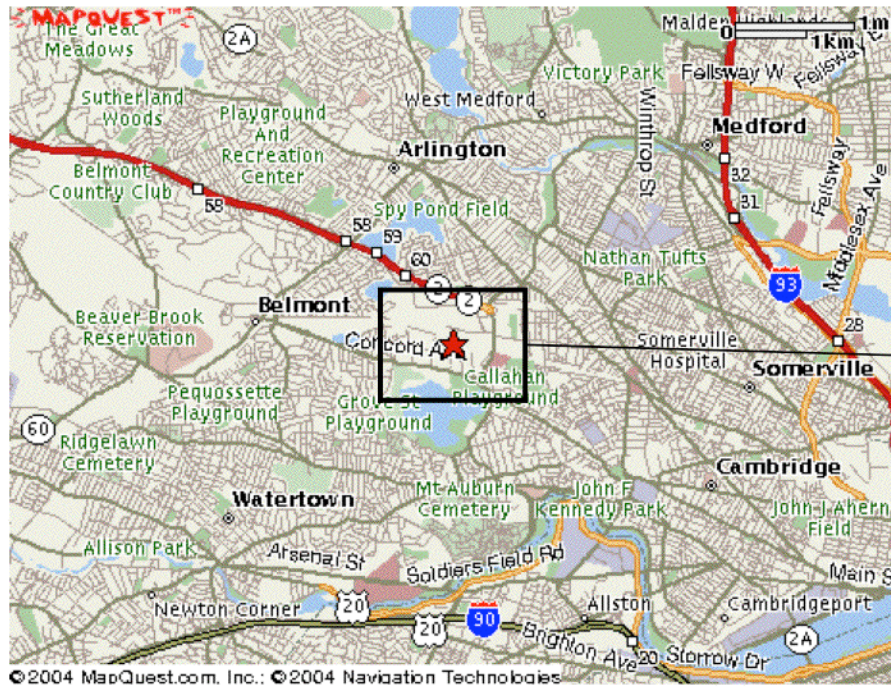 MAPQUEST™
2A
The Great
Meadows
Malden Highlands
0
1m
1km
Fellsway W
Fellsway E
Victory Park
West Medford
Winthrop St
Sutherland
Woods
Playground
And
Recreation
Center
Arlington
Medford
Belmont
Country Club
32
Fellsway
Middlesex Ave
58
Spy Pond Field
31
58
59
60
Nathan Tufts
Park
93
2
2
Belmont
Beaver Brook
Reservation
28
Concord A
Somerville
Hospital
Somerville
Callahan
Playground
Pequossette
Playground
Grove St
Playground
60
Ridgelawn
Cemetery
Cambridge
Watertown
Mt Auburn
Cemetery
John F
Kennedy Park
John J Ahern
Field
Allison Park
Arsenal St
Soldiers Field Rd
Main S
Newton Corner
20
20
90
Allston
Cambridgeport
2A
Brighton Ave
20
Storrow Dr
©2004 MapQuest.com, Inc.; ©2004 Navigation Technologies